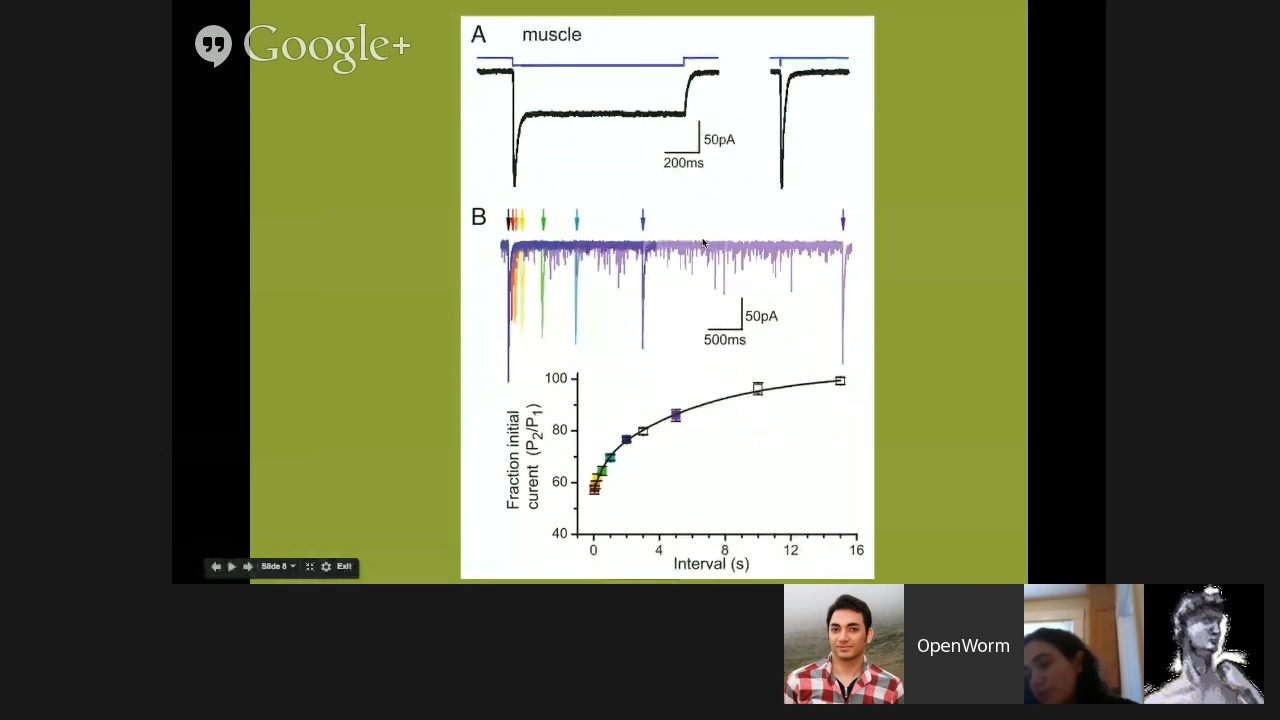 Google+
A muscle
50pA
200ms
B
50pA
500ms
100
80
60
40
Fraction initial
curent (P2/P1)
0 4 8 12 16
Interval (s)
Slide 8
Exit
OpenWorm